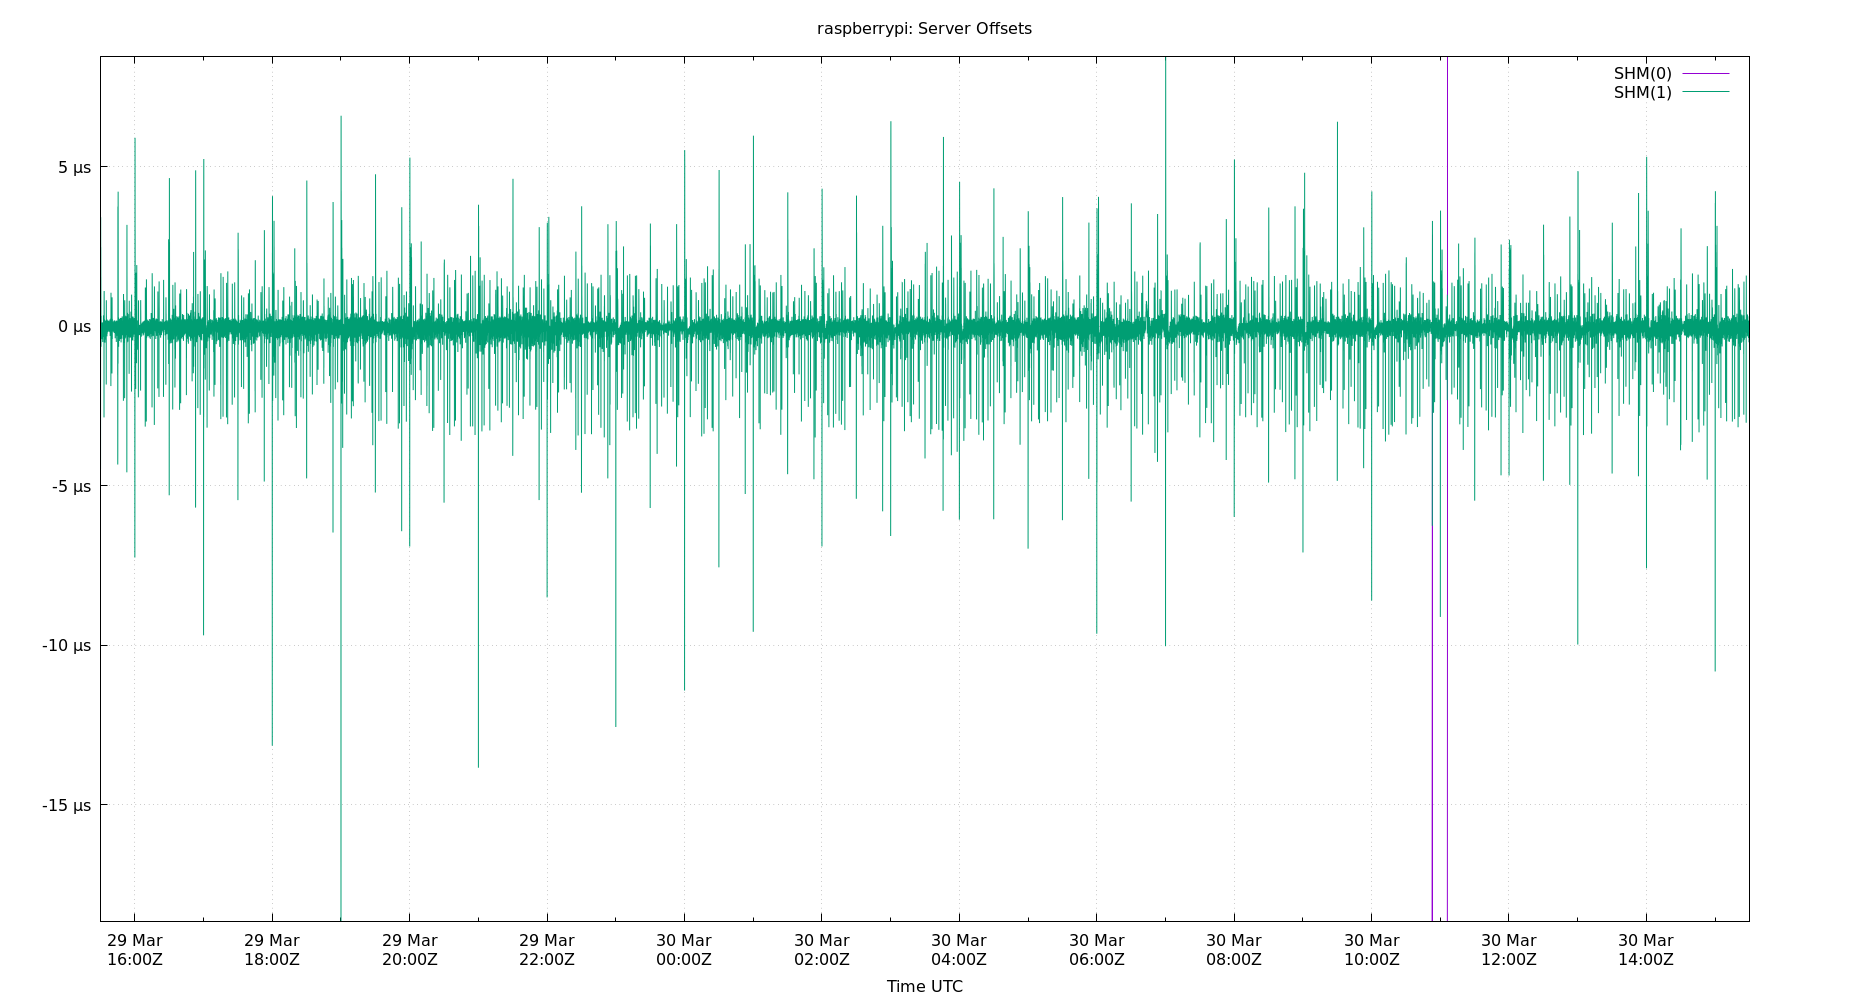 raspberrypi: Server Offsets
SHM(0)
SHM(1)
5 µs
0 µs
-5 µs
-10 µs
-15 µs
29 Mar 29 Mar 29 Mar 29 Mar 30 Mar 30 Mar 30 Mar 30 Mar 30 Mar 30 Mar 30 Mar 30 Mar
16:00Z 18:00Z 20:00Z 22:00Z 00:00Z 02:00Z 04:00Z 06:00Z 08:00Z 10:00Z 12:00Z 14:00Z
Time UTC